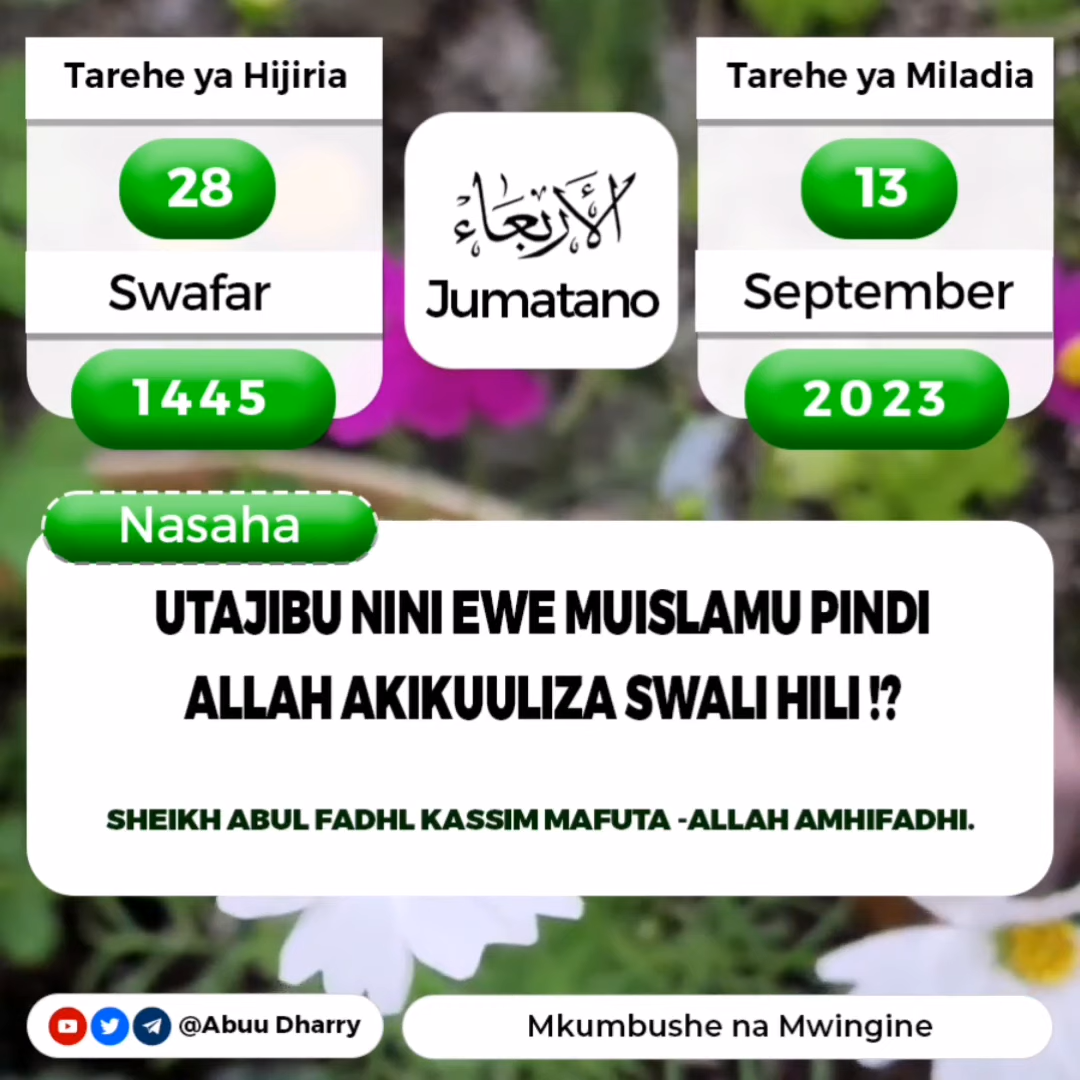 Tarehe ya Hijiria
28
Swafar
1445
الأربعاء
Jumatano
Tarehe ya Miladia
13
September
2023
Nasaha
UTAJIBU NINI EWE MUISLAMU PINDI
ALLAH AKIKUULIZA SWALI HILI !?
SHEIKH ABUL FADHL KASSIM MAFUTA -ALLAH AMHIFADHI.
@Abuu Dharry
Mkumbushe na Mwingine